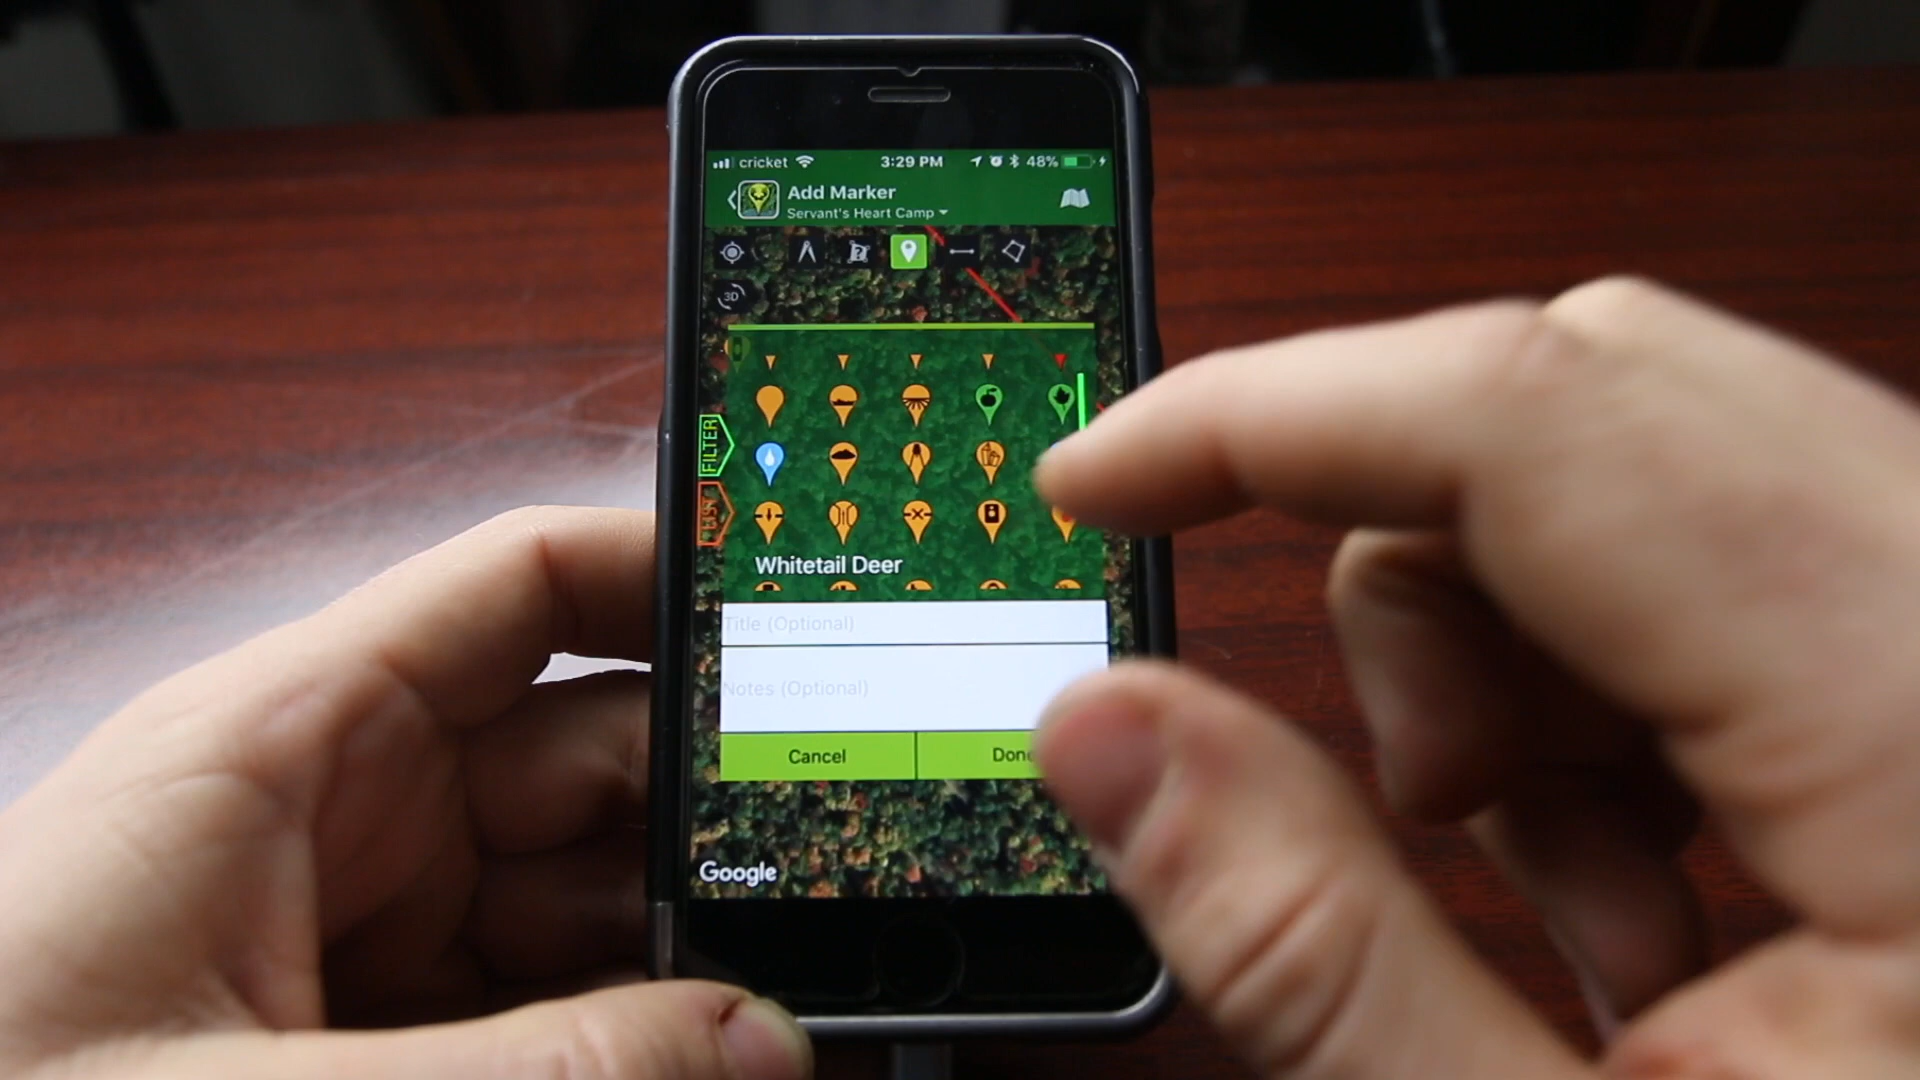 cricket 3:29 PM 48%
Add Marker
Servant's Heart Camp
3D
FILTER
LIST
Whitetail Deer
Title (Optional)
Notes (Optional)
Cancel Done
Google